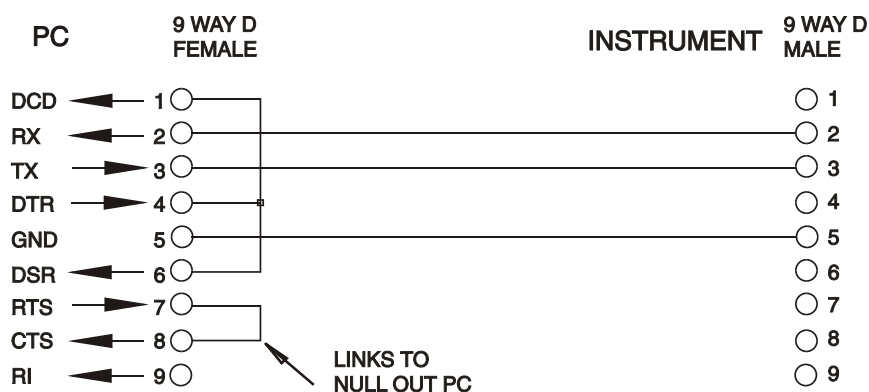 PC
9 WAY D
FEMALE
INSTRUMENT
9 WAY D
MALE
DCD 1 1
RX 2 2
TX 3 3
DTR 4 4
GND 5 5
DSR 6 6
RTS 7 7
CTS 8 8
RI 9 9
LINKS TO
NULL OUT PC